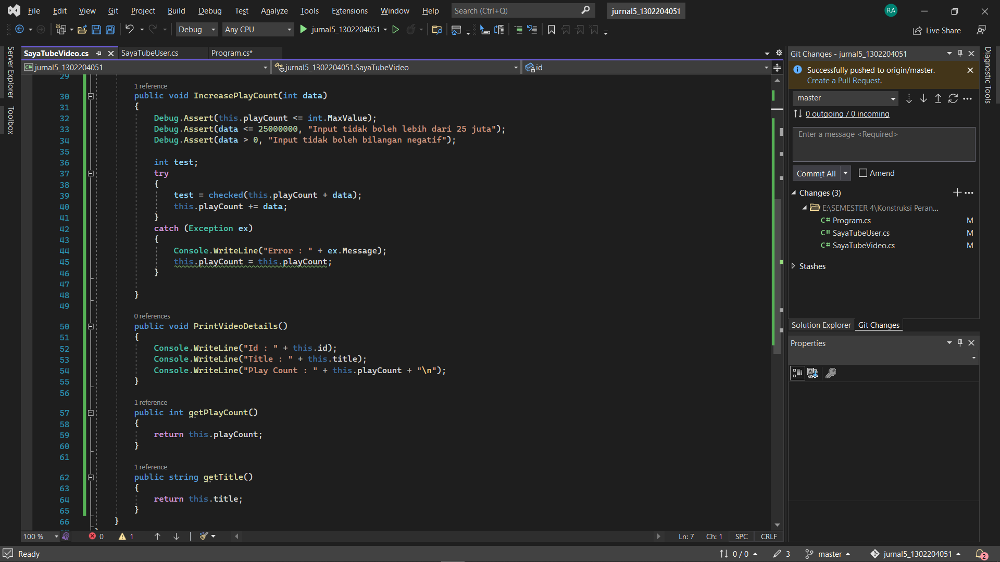 File Edit View Git Project Build Debug Test Analyze Tools Extensions Window Help Search (Ctrl+Q) jurnal5_1302204051 RA
Debug Any CPU jurnal5_1302204051 Live Share
Server Explorer
Toolbox
SayaTubeVideo.cs SayaTubeUser.cs Program.cs*
C# jurnal5_1302204051 jurnal5_1302204051.SayaTubeVideo id
29
1 reference
30 public void IncreasePlayCount(int data)
31 {
32 Debug.Assert(this.playCount <= int.MaxValue);
33 Debug.Assert(data <= 25000000, "Input tidak boleh lebih dari 25 juta");
34 Debug.Assert(data > 0, "Input tidak boleh bilangan negatif");
35
36 int test;
37 try
38 {
39 test = checked(this.playCount + data);
40 this.playCount += data;
41 }
42 catch (Exception ex)
43 {
44 Console.WriteLine("Error : " + ex.Message);
45 this.playCount = this.playCount;
46 }
47
48 }
49
0 references
50 public void PrintVideoDetails()
51 {
52 Console.WriteLine("Id : " + this.id);
53 Console.WriteLine("Title : " + this.title);
54 Console.WriteLine("Play Count : " + this.playCount + "\n");
55 }
56
1 reference
57 public int getPlayCount()
58 {
59 return this.playCount;
60 }
61
1 reference
62 public string getTitle()
63 {
64 return this.title;
65 }
66 }
100 % 0 1 Ln: 7 Ch: 1 SPC CRLF
Git Changes - jurnal5_1302204051
Successfully pushed to origin/master.
Create a Pull Request.
master
0 outgoing / 0 incoming
Enter a message <Required>
Commit All Amend
Changes (3)
E:\SEMESTER 4\Konstruksi Peran...
C# Program.cs M
C# SayaTubeUser.cs M
C# SayaTubeVideo.cs M
Stashes
Solution Explorer Git Changes
Properties
Diagnostic Tools
Ready 0 / 0 3 master jurnal5_1302204051 2